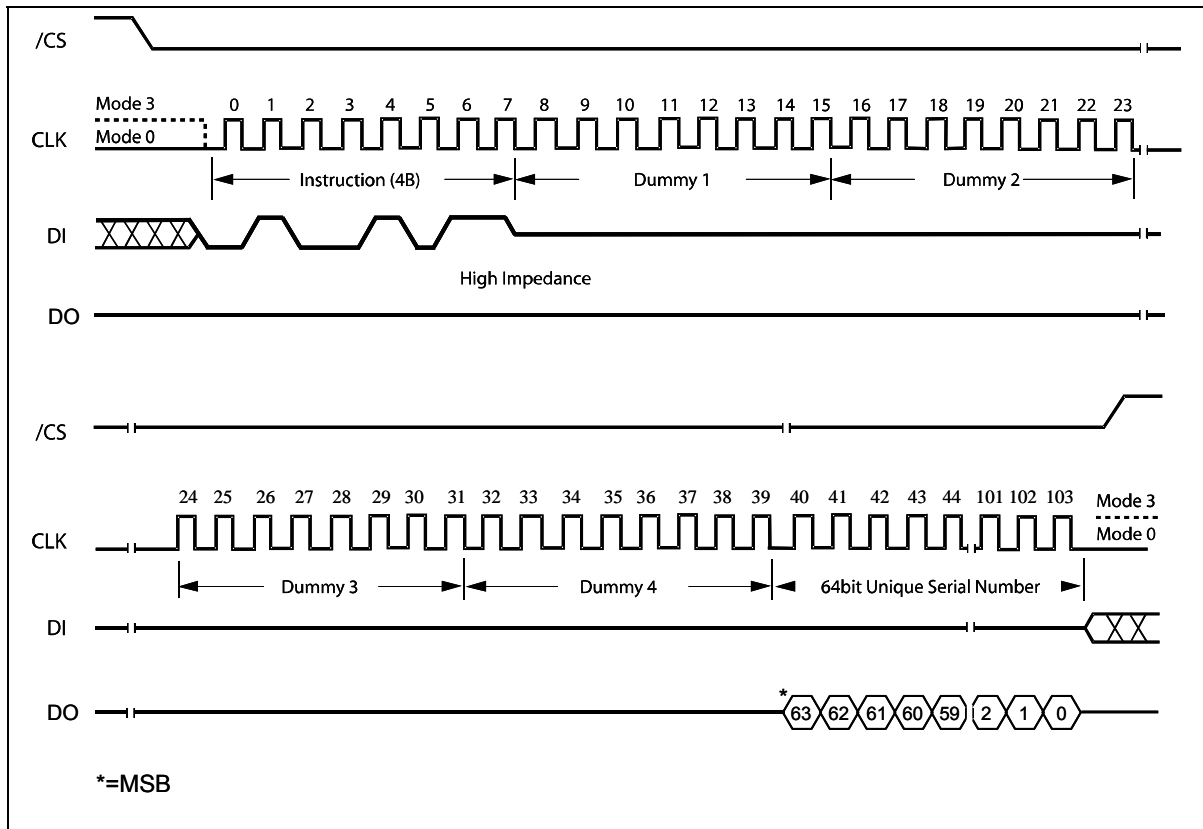 /CS
Mode 3
0 1 2 3 4 5 6 7 8 9 10 11 12 13 14 15 16 17 18 19 20 21 22 23
CLK
Mode 0
Instruction (4B) Dummy 1 Dummy 2
DI
High Impedance
DO
/CS
24 25 26 27 28 29 30 31 32 33 34 35 36 37 38 39 40 41 42 43 44 101 102 103
Mode 3
CLK
Mode 0
Dummy 3 Dummy 4 64bit Unique Serial Number
DI
*
DO 63 62 61 60 59 2 1 0
*=MSB